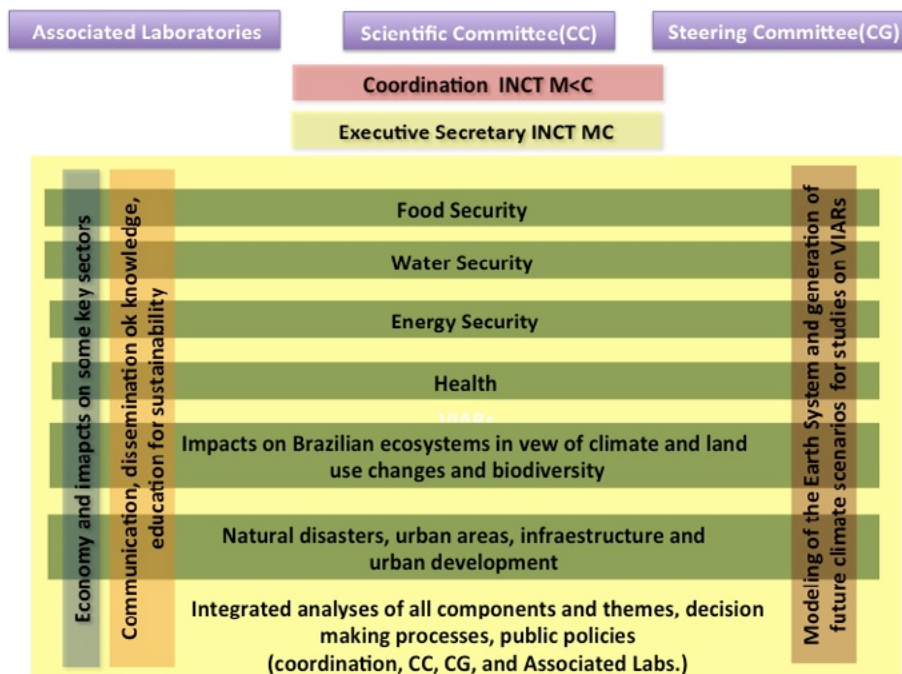 Associated Laboratories
Scientific Committee(CC)
Steering Committee(CG)
Coordination INCT M<C
Executive Secretary INCT MC
Economy and imapcts on some key sectors
Communication, dissemination ok knowledge,
education for sustainability
Food Security
Water Security
Energy Security
Health
VIARs
Impacts on Brazilian ecosystems in vew of climate and land
use changes and biodiversity
Natural disasters, urban areas, infraestructure and
urban development
Integrated analyses of all components and themes, decision
making processes, public policies
(coordination, CC, CG, and Associated Labs.)
Modeling of the Earth System and generation of
future climate scenarios for studies on VIARs